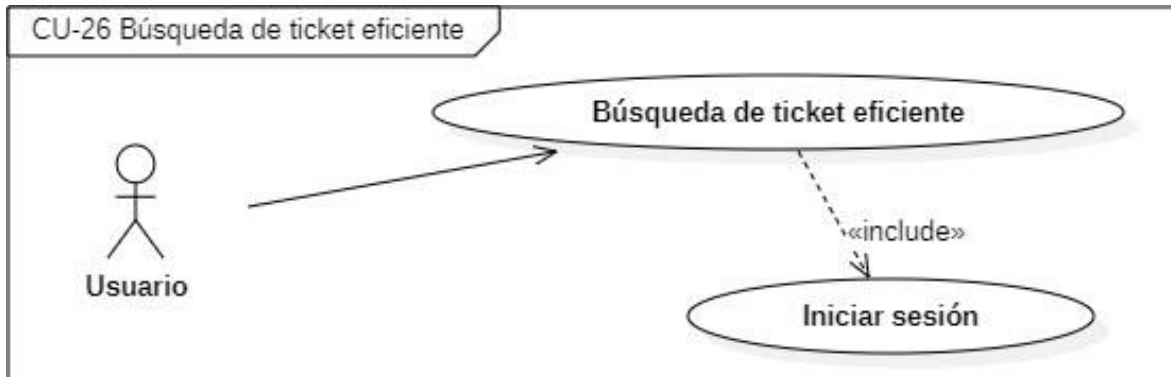 CU-26 Búsqueda de ticket eficiente
Búsqueda de ticket eficiente
Usuario
«include»
Iniciar sesión